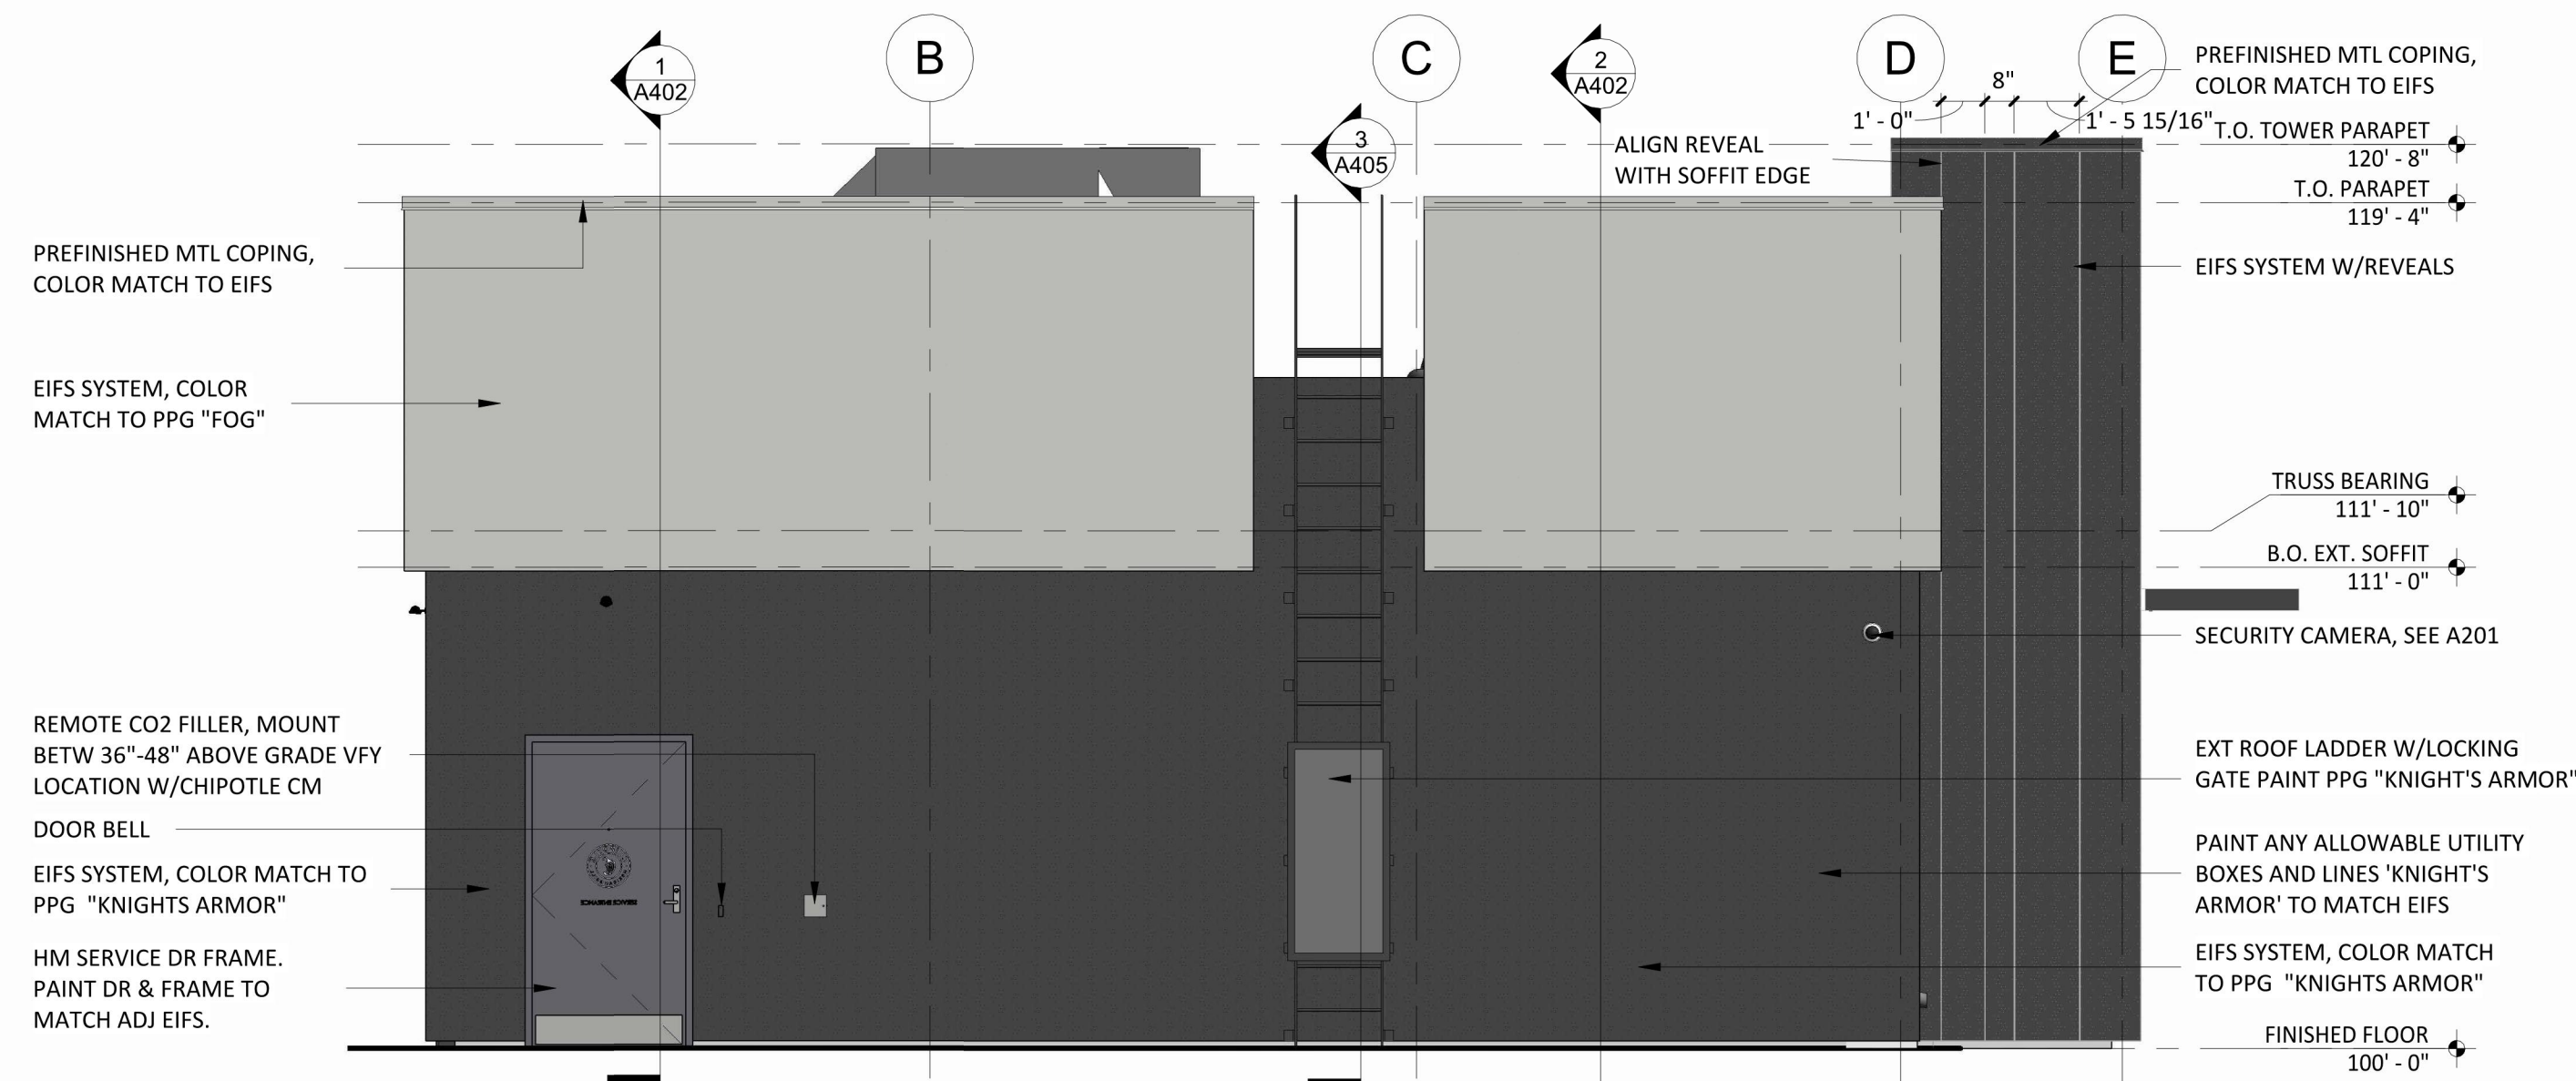 1
A402
B
C
2
A402
D
E
3
A405
8"
1' - 0"
1' - 5 15/16"
PREFINISHED MTL COPING,
COLOR MATCH TO EIFS
T.O. TOWER PARAPET
120' - 8"
ALIGN REVEAL
WITH SOFFIT EDGE
T.O. PARAPET
119' - 4"
PREFINISHED MTL COPING,
COLOR MATCH TO EIFS
EIFS SYSTEM W/REVEALS
EIFS SYSTEM, COLOR
MATCH TO PPG "FOG"
TRUSS BEARING
111' - 10"
B.O. EXT. SOFFIT
111' - 0"
SECURITY CAMERA, SEE A201
REMOTE CO2 FILLER, MOUNT
BETW 36"-48" ABOVE GRADE VFY
LOCATION W/CHIPOTLE CM
EXT ROOF LADDER W/LOCKING
GATE PAINT PPG "KNIGHT'S ARMOR"
DOOR BELL
PAINT ANY ALLOWABLE UTILITY
BOXES AND LINES 'KNIGHT'S
ARMOR' TO MATCH EIFS
EIFS SYSTEM, COLOR MATCH TO
PPG "KNIGHTS ARMOR"
EIFS SYSTEM, COLOR MATCH
TO PPG "KNIGHTS ARMOR"
HM SERVICE DR FRAME.
PAINT DR & FRAME TO
MATCH ADJ EIFS.
FINISHED FLOOR
100' - 0"